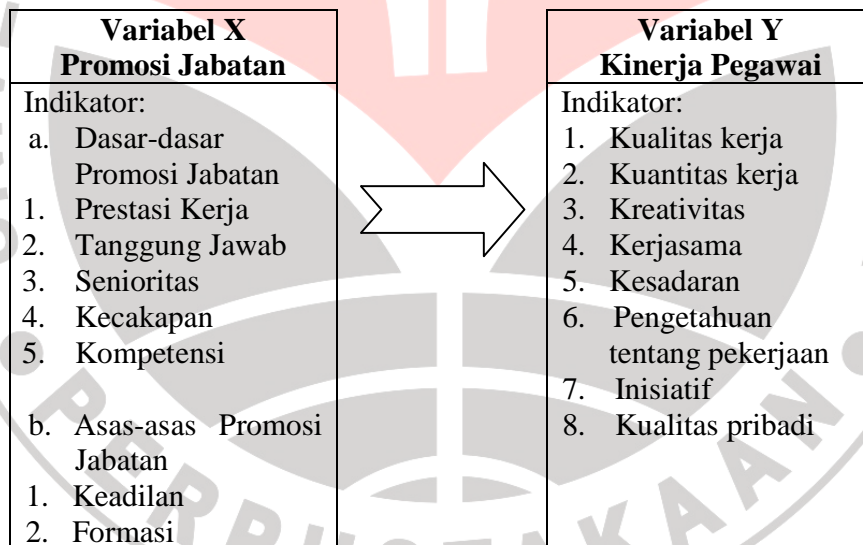 Variabel X
Promosi Jabatan
Indikator:
a. Dasar-dasar
Promosi Jabatan
1. Prestasi Kerja
2. Tanggung Jawab
3. Senioritas
4. Kecakapan
5. Kompetensi
b. Asas-asas Promosi
Jabatan
1. Keadilan
2. Formasi
Variabel Y
Kinerja Pegawai
Indikator:
1. Kualitas kerja
2. Kuantitas kerja
3. Kreativitas
4. Kerjasama
5. Kesadaran
6. Pengetahuan
tentang pekerjaan
7. Inisiatif
8. Kualitas pribadi
PERPUSTAKAAN